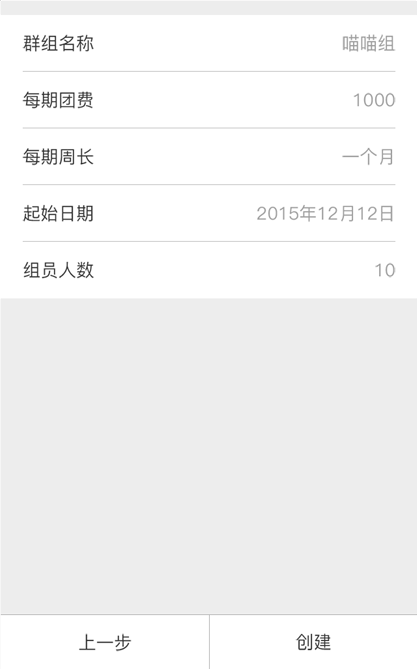 群组名称 喵喵组
每期团费 1000
每期周长 一个月
起始日期 2015年12月12日
组员人数 10
上一步 创建